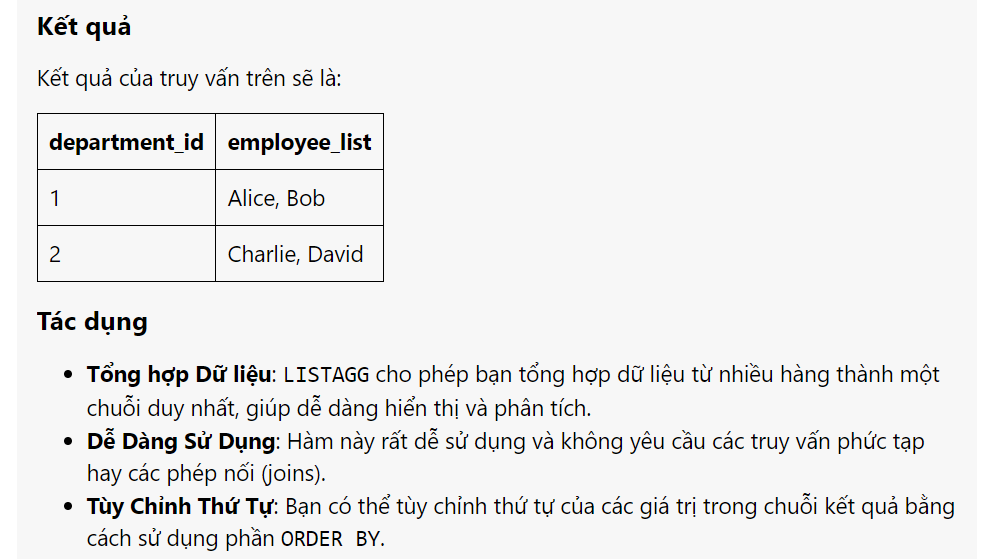 Kết quả
Kết quả của truy vấn trên sẽ là:
department_id employee_list
1 Alice, Bob
2 Charlie, David
Tác dụng
• Tổng hợp Dữ liệu: LISTAGG cho phép bạn tổng hợp dữ liệu từ nhiều hàng thành một
chuỗi duy nhất, giúp dễ dàng hiển thị và phân tích.
• Dễ Dàng Sử Dụng: Hàm này rất dễ sử dụng và không yêu cầu các truy vấn phức tạp
hay các phép nối (joins).
• Tùy Chỉnh Thứ Tự: Bạn có thể tùy chỉnh thứ tự của các giá trị trong chuỗi kết quả bằng
cách sử dụng phần ORDER BY.